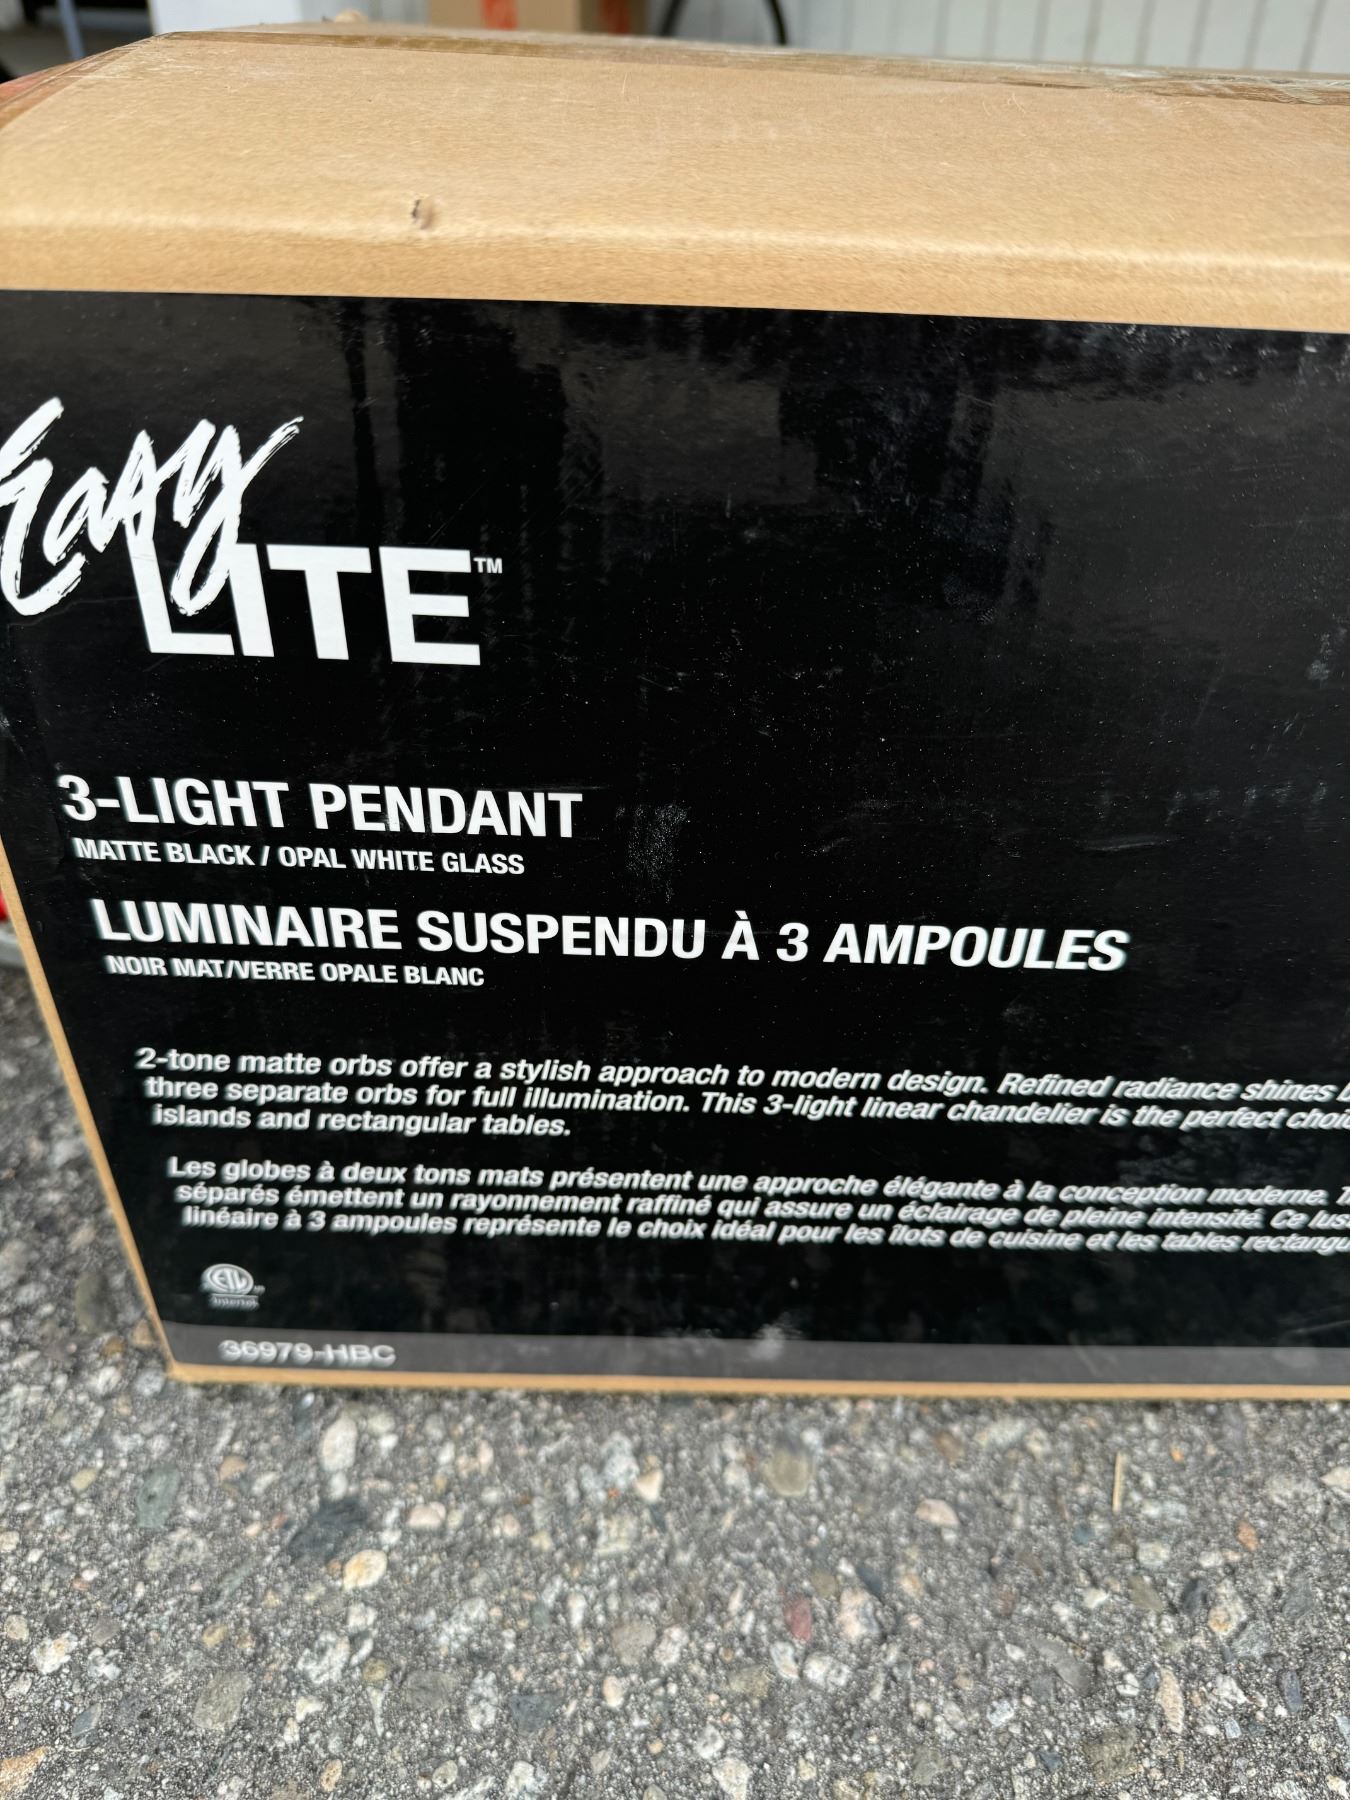 Easy
LITE™
3-LIGHT PENDANT
MATTE BLACK / OPAL WHITE GLASS
LUMINAIRE SUSPENDU À 3 AMPOULES
NOIR MAT/VERRE OPALE BLANC
2-tone matte orbs offer a stylish approach to modern design. Refined radiance shines
three separate orbs for full illumination. This 3-light linear chandelier is the perfect
islands and rectangular tables.
Les globes à deux tons mats présentent une approche élégante à la conception moderne.
séparés émettent un rayonnement raffiné qui assure un éclairage de pleine intensité. Ce
linéaire à 3 ampoules représente le choix idéal pour les îlots de cuisine et les tables
ETL
Intertek
36979-HBC